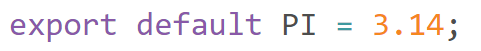 export default PI = 3.14;